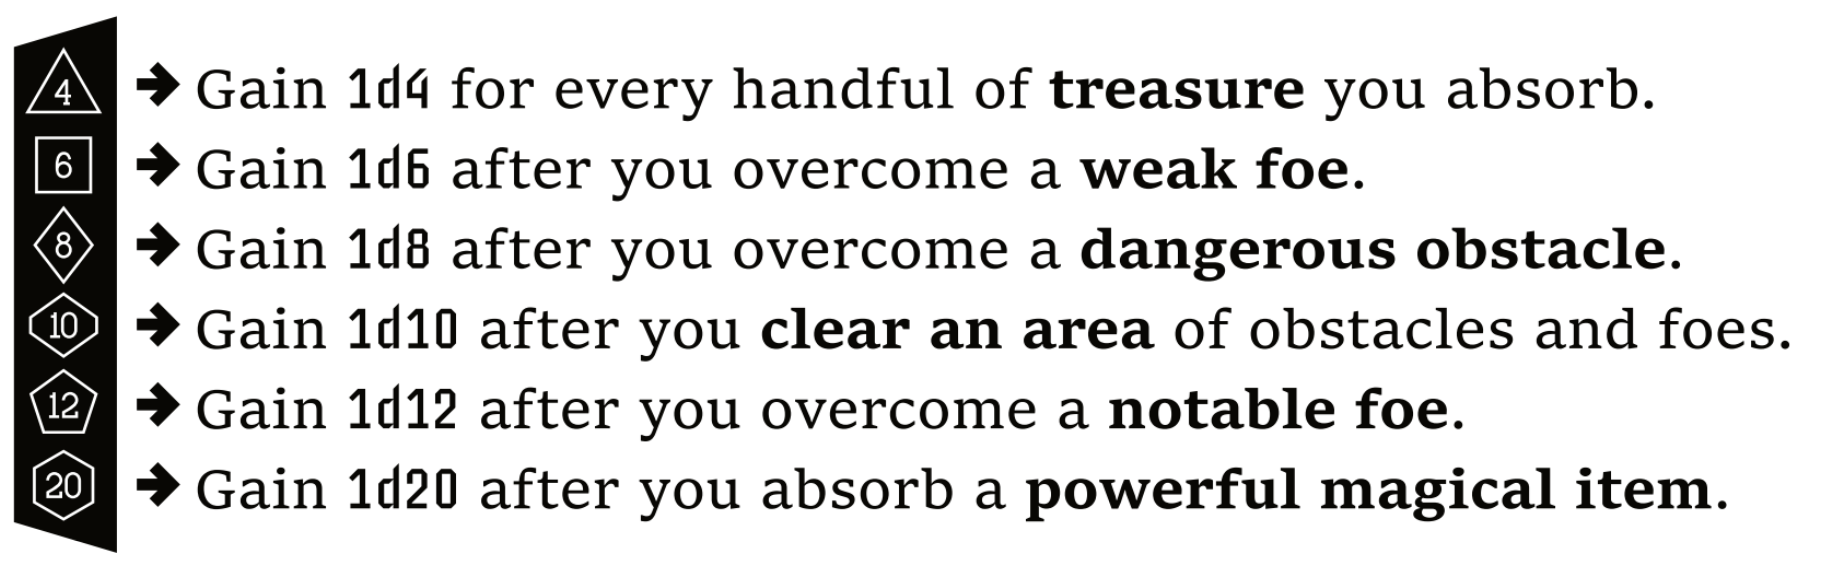 4 ➔ Gain 1d4 for every handful of treasure you absorb.
6 ➔ Gain 1d6 after you overcome a weak foe.
8 ➔ Gain 1d8 after you overcome a dangerous obstacle.
10 ➔ Gain 1d10 after you clear an area of obstacles and foes.
12 ➔ Gain 1d12 after you overcome a notable foe.
20 ➔ Gain 1d20 after you absorb a powerful magical item.